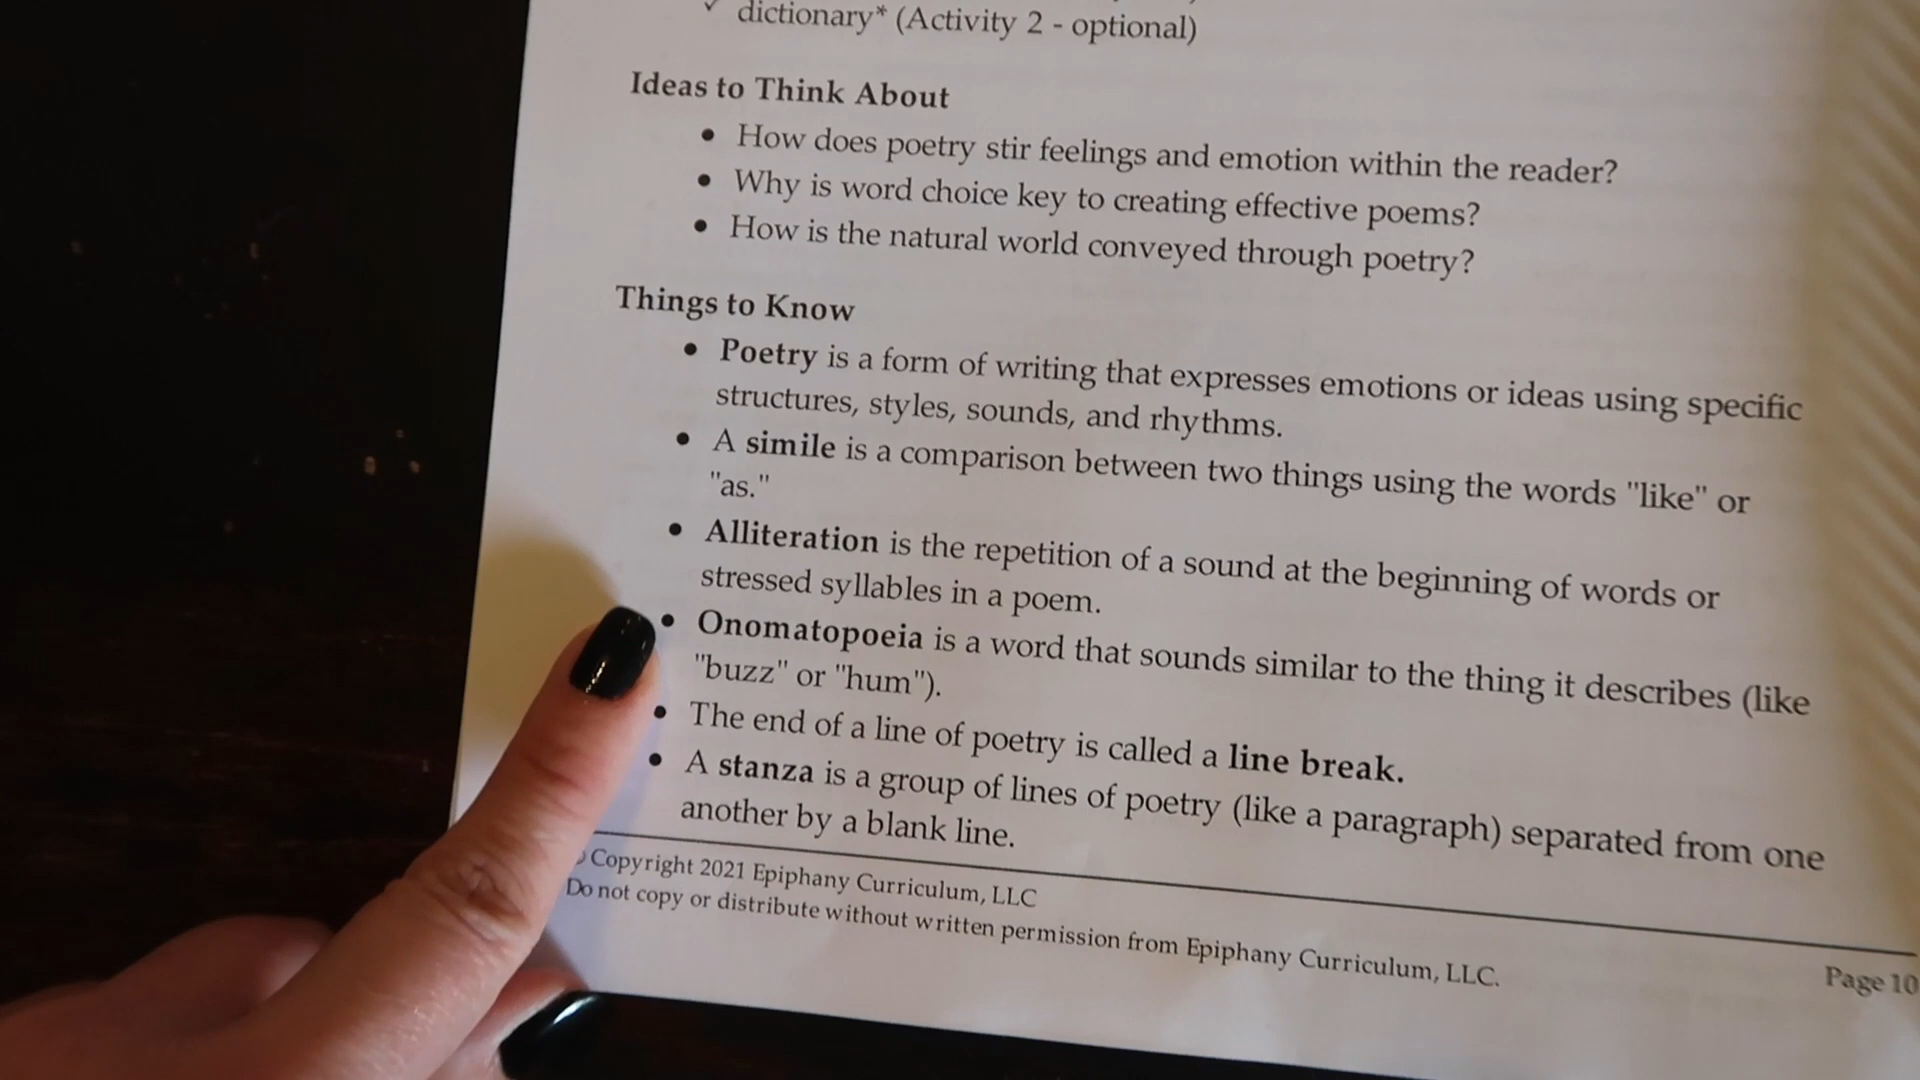 ✓ dictionary* (Activity 2 - optional)
Ideas to Think About
• How does poetry stir feelings and emotion within the reader?
• Why is word choice key to creating effective poems?
• How is the natural world conveyed through poetry?
Things to Know
• Poetry is a form of writing that expresses emotions or ideas using specific
structures, styles, sounds, and rhythms.
• A simile is a comparison between two things using the words "like" or
"as."
• Alliteration is the repetition of a sound at the beginning of words or
stressed syllables in a poem.
• Onomatopoeia is a word that sounds similar to the thing it describes (like
"buzz" or "hum").
• The end of a line of poetry is called a line break.
• A stanza is a group of lines of poetry (like a paragraph) separated from one
another by a blank line.
Copyright 2021 Epiphany Curriculum, LLC
Do not copy or distribute without written permission from Epiphany Curriculum, LLC.
Page 10